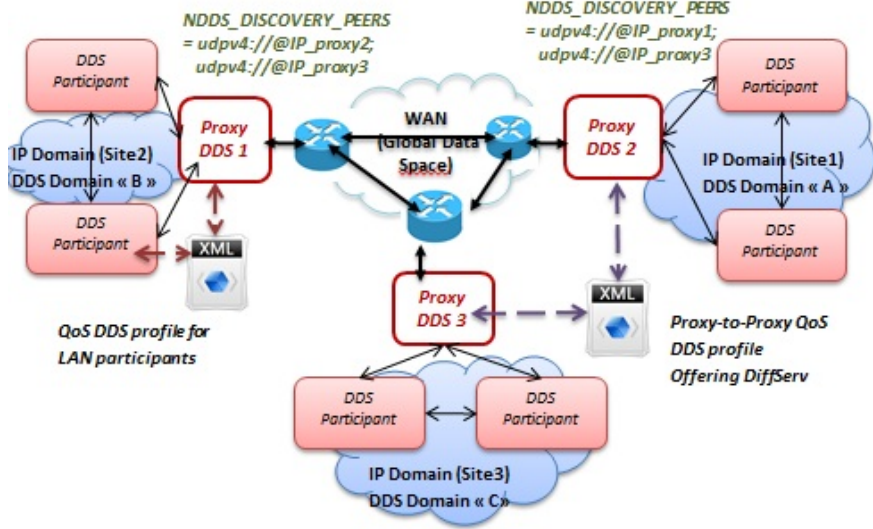 NDDS_DISCOVERY_PEERS
= udpv4://@IP_proxy2;
udpv4://@IP_proxy3
NDDS_DISCOVERY_PEERS
= udpv4://@IP_proxy1;
udpv4://@IP_proxy3
DDS
Participant
Proxy
DDS 1
IP Domain (Site2)
DDS Domain « B »
DDS
Participant
XML
QoS DDS profile for
LAN participants
WAN
(Global Data
Space)
Proxy
DDS 2
DDS
Participant
IP Domain (Site1)
DDS Domain « A »
DDS
Participant
XML
Proxy-to-Proxy QoS
DDS profile
Offering DiffServ
Proxy
DDS 3
DDS
Participant
DDS
Participant
IP Domain (Site3)
DDS Domain « C»